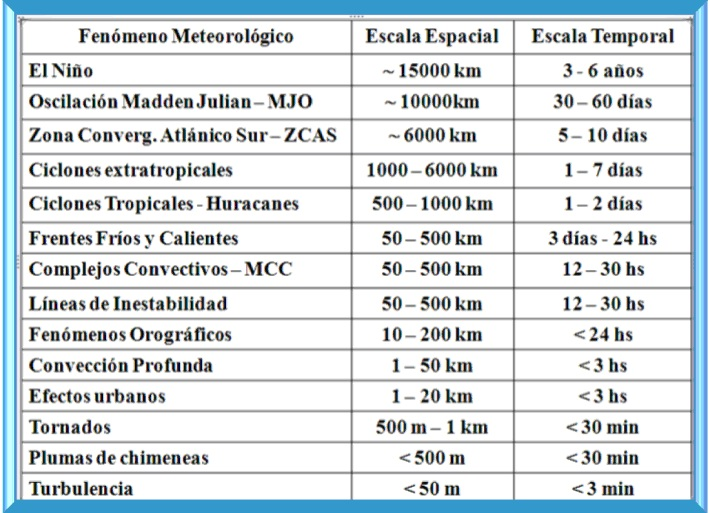 Fenómeno Meteorológico Escala Espacial Escala Temporal
El Niño ~ 15000 km 3 - 6 años
Oscilación Madden Julian – MJO ~ 10000km 30 – 60 días
Zona Converg. Atlánico Sur – ZCAS ~ 6000 km 5 – 10 días
Ciclones extratropicales 1000 – 6000 km 1 – 7 días
Ciclones Tropicales - Huracanes 500 – 1000 km 1 – 2 días
Frentes Fríos y Calientes 50 – 500 km 3 días - 24 hs
Complejos Convectivos – MCC 50 – 500 km 12 – 30 hs
Líneas de Inestabilidad 50 – 500 km 12 – 30 hs
Fenómenos Orográficos 10 – 200 km < 24 hs
Convección Profunda 1 – 50 km < 3 hs
Efectos urbanos 1 – 20 km < 3 hs
Tornados 500 m – 1 km < 30 min
Plumas de chimeneas < 500 m < 30 min
Turbulencia < 50 m < 3 min